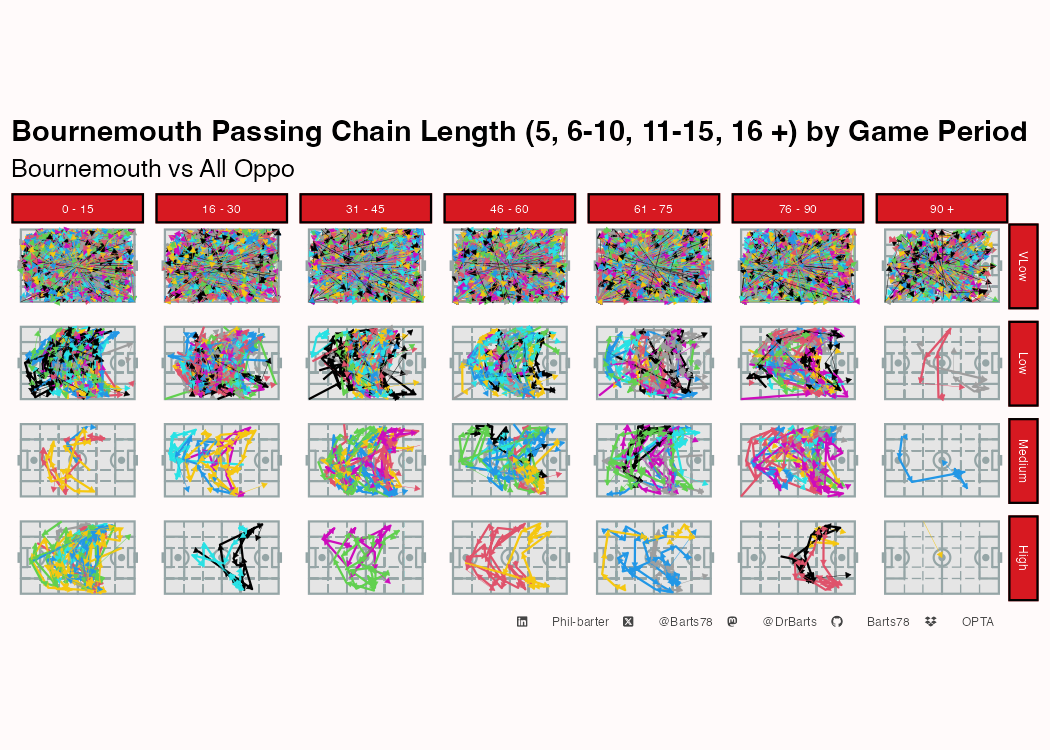 Bournemouth Passing Chain Length (5, 6-10, 11-15, 16 +) by Game Period
Bournemouth vs All Oppo
0 - 15 16 - 30 31 - 45 46 - 60 61 - 75 76 - 90 90 +
VLow
Low
Medium
High
Phil-barter @Barts78 @DrBarts Barts78 OPTA